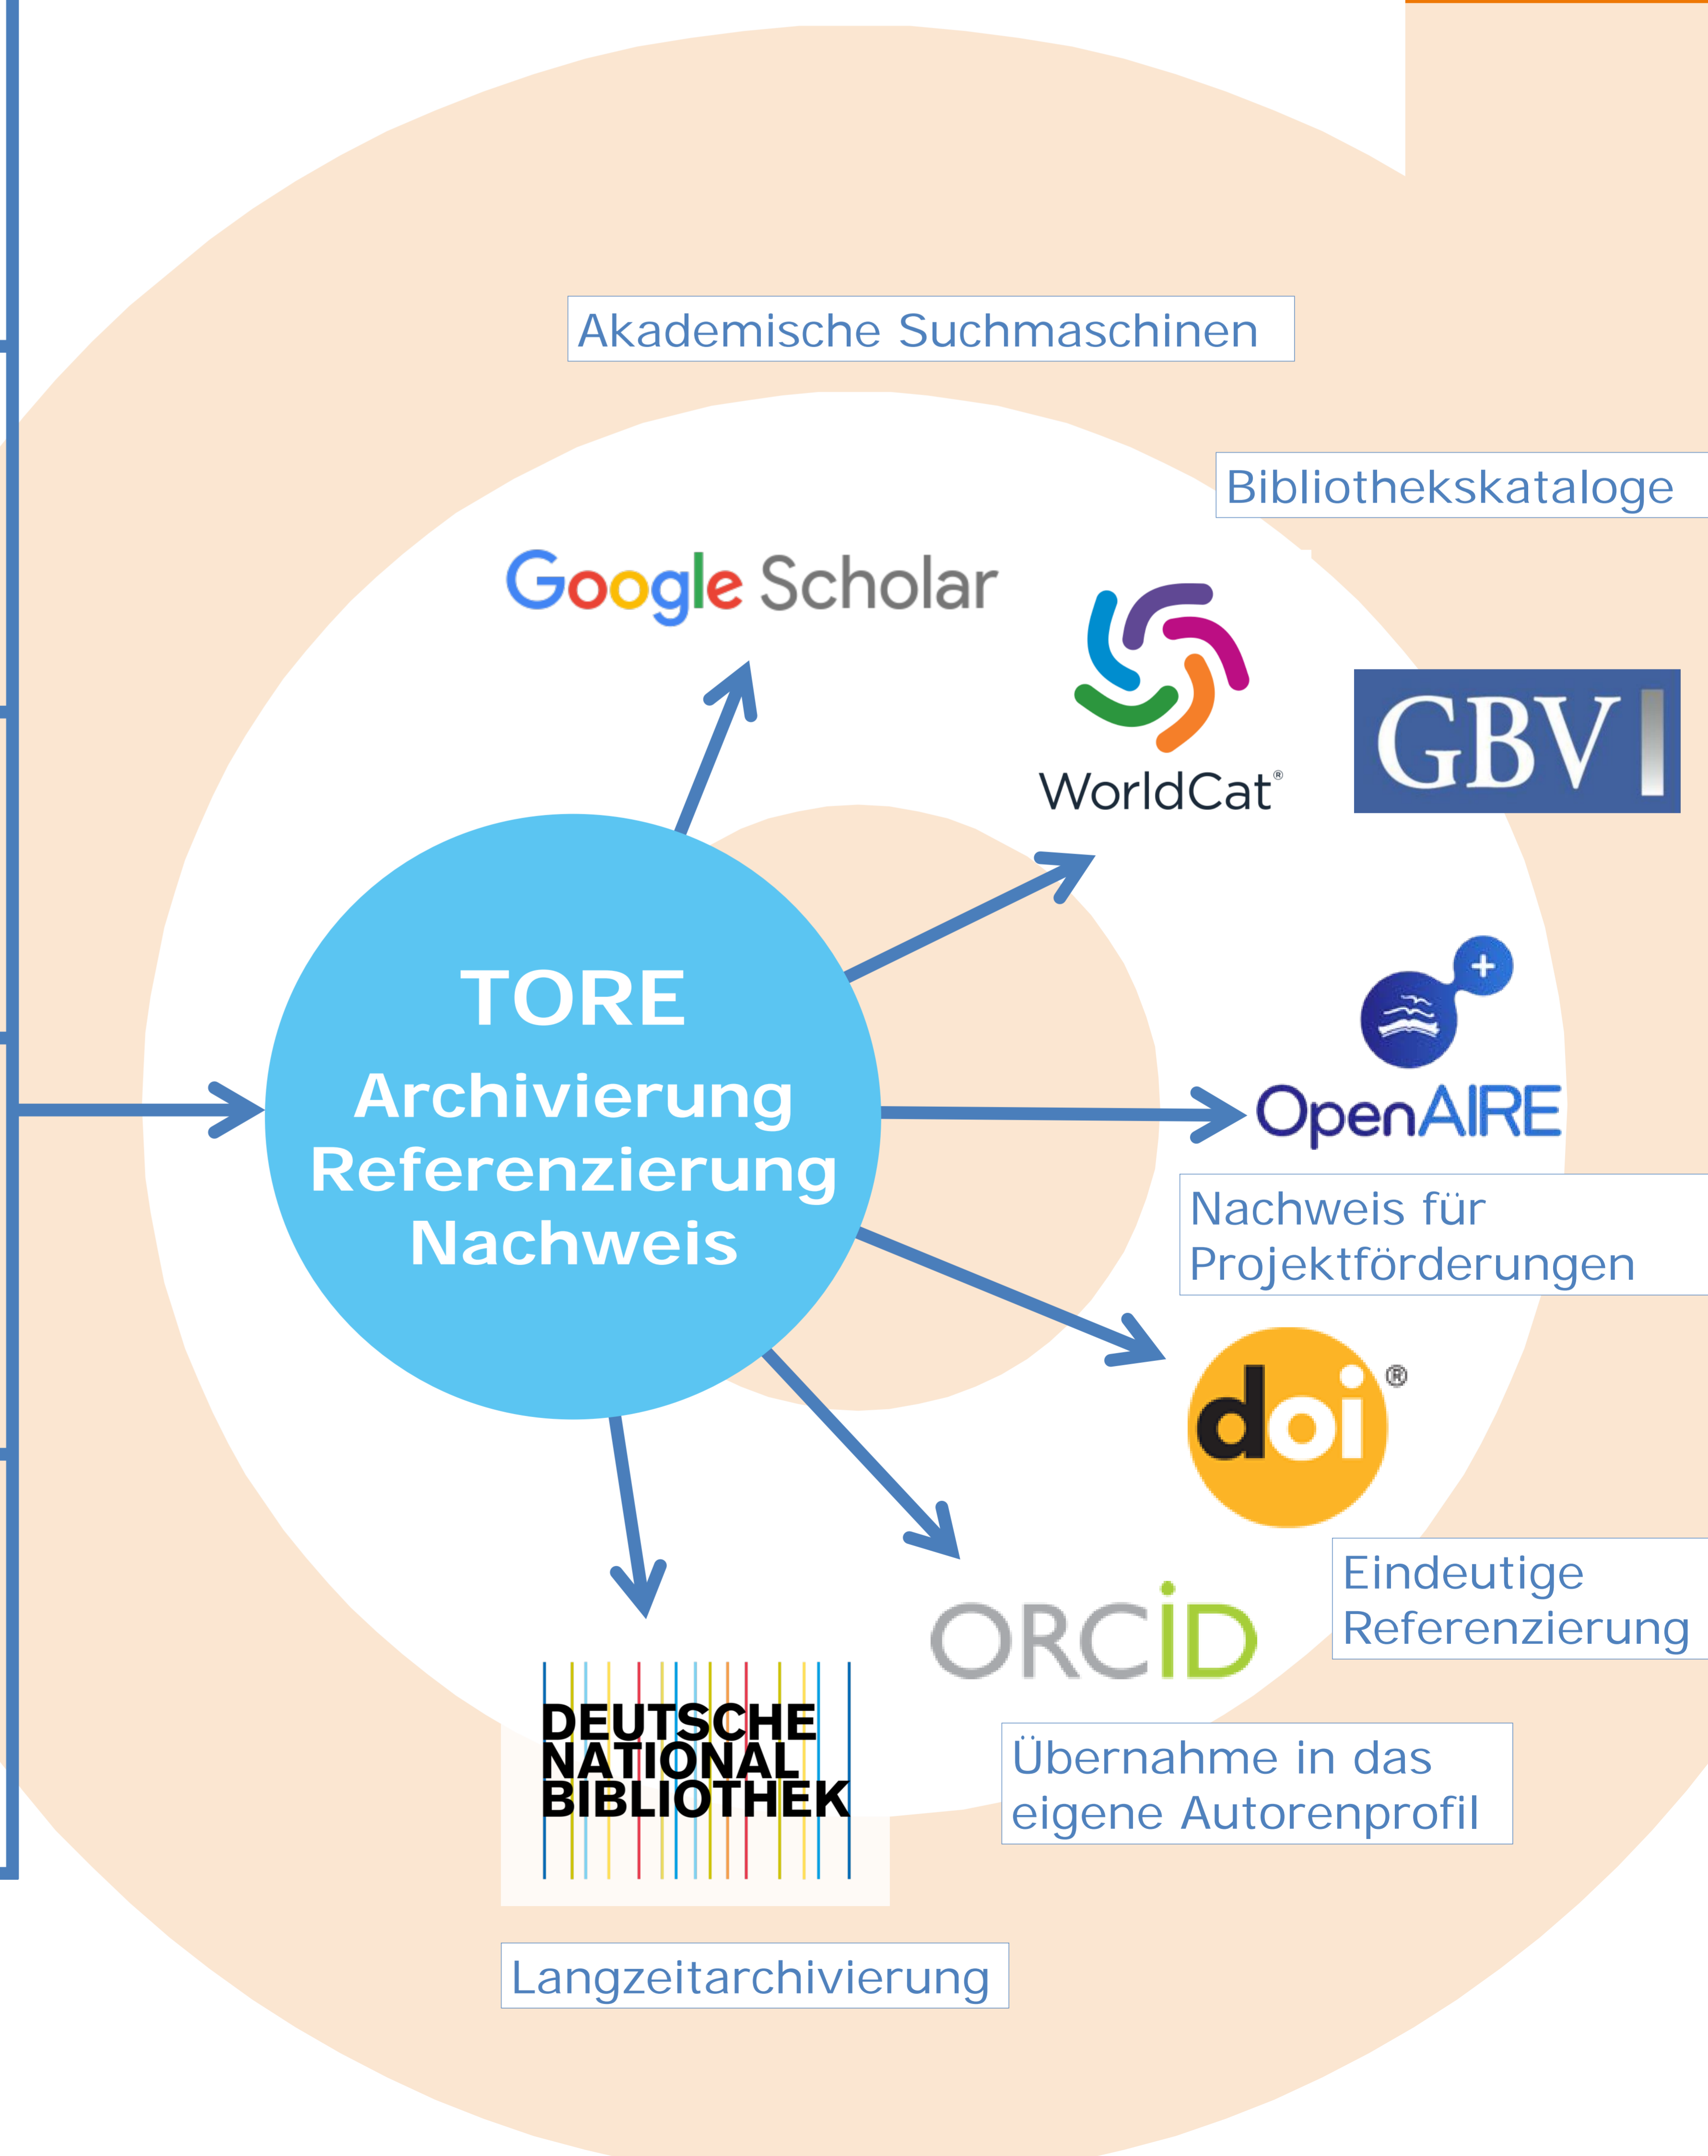 Akademische Suchmaschinen
Bibliothekskataloge
Google Scholar
WorldCat®
GBV
TORE
Archivierung
Referenzierung
Nachweis
OpenAIRE
Nachweis für
Projektförderungen
doi®
Eindeutige
Referenzierung
ORCiD
Übernahme in das
eigene Autorenprofil
DEUTSCHE
NATIONAL
BIBLIOTHEK
Langzeitarchivierung